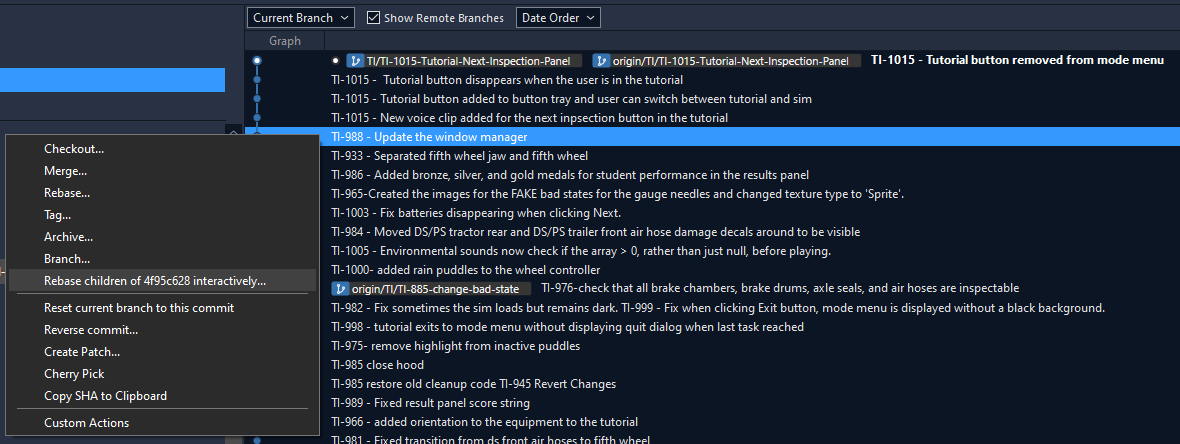 Current Branch Show Remote Branches Date Order
Graph
TI/TI-1015-Tutorial-Next-Inspection-Panel origin/TI/TI-1015-Tutorial-Next-Inspection-Panel TI-1015 - Tutorial button removed from mode menu
TI-1015 - Tutorial button disappears when the user is in the tutorial
TI-1015 - Tutorial button added to button tray and user can switch between tutorial and sim
TI-1015 - New voice clip added for the next inpsection button in the tutorial
TI-988 - Update the window manager
TI-933 - Separated fifth wheel jaw and fifth wheel
TI-986 - Added bronze, silver, and gold medals for student performance in the results panel
TI-965-Created the images for the FAKE bad states for the gauge needles and changed texture type to 'Sprite'.
TI-1003 - Fix batteries disappearing when clicking Next.
TI-984 - Moved DS/PS tractor rear and DS/PS trailer front air hose damage decals around to be visible
TI-1005 - Environmental sounds now check if the array > 0, rather than just null, before playing.
TI-1000- added rain puddles to the wheel controller
origin/TI/TI-885-change-bad-state TI-976-check that all brake chambers, brake drums, axle seals, and air hoses are inspectable
TI-982 - Fix sometimes the sim loads but remains dark. TI-999 - Fix when clicking Exit button, mode menu is displayed without a black background.
TI-998 - tutorial exits to mode menu without displaying quit dialog when last task reached
TI-975- remove highlight from inactive puddles
TI-985 close hood
TI-985 restore old cleanup code TI-945 Revert Changes
TI-989 - Fixed result panel score string
TI-966 - added orientation to the equipment to the tutorial
TI-981 - Fixed transition from ds front air hoses to fifth wheel
Checkout...
Merge...
Rebase...
Tag...
Archive...
Branch...
Rebase children of 4f95c628 interactively...
Reset current branch to this commit
Reverse commit...
Create Patch...
Cherry Pick
Copy SHA to Clipboard
Custom Actions